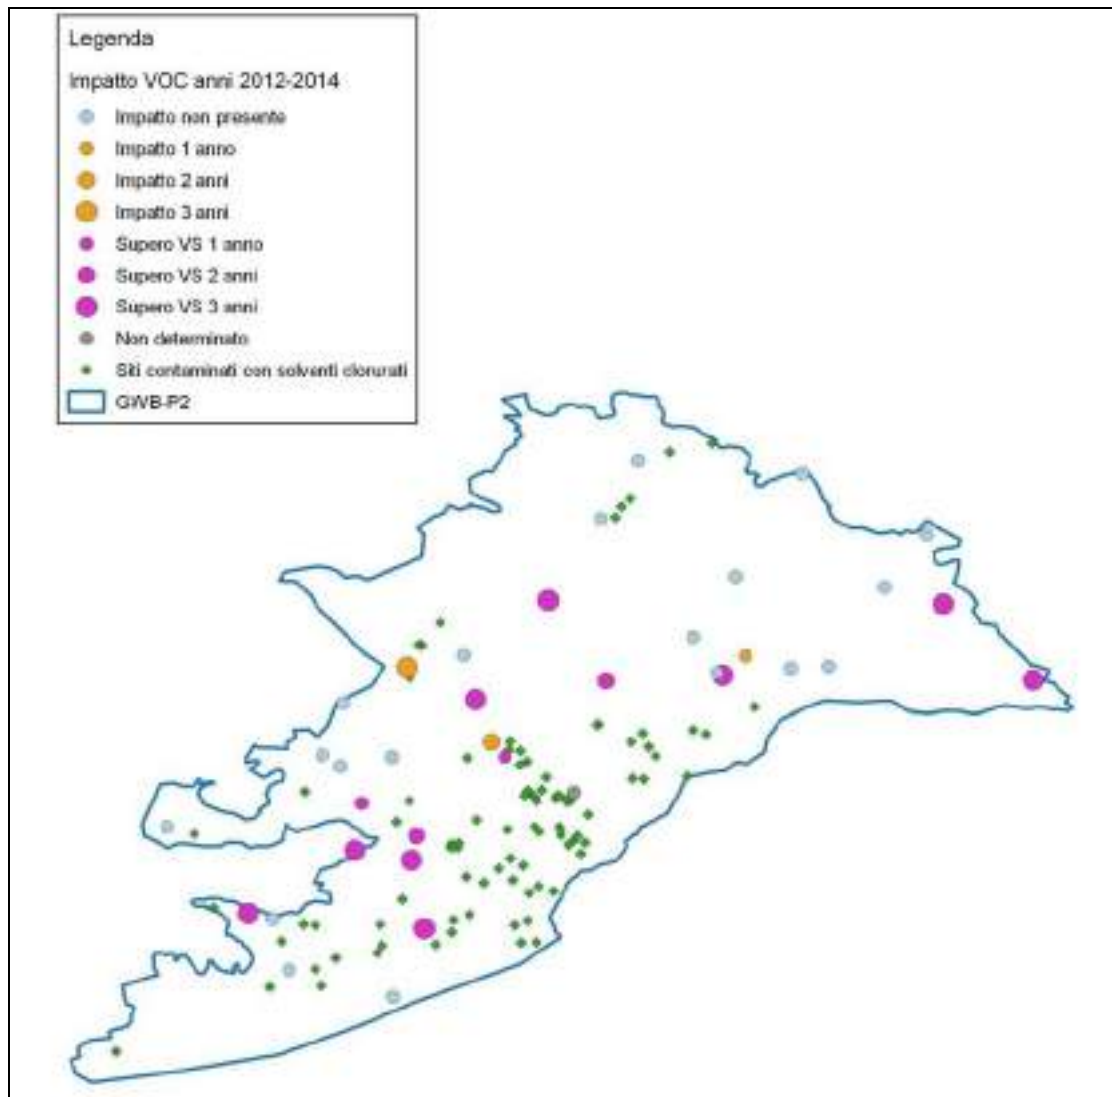 Legenda
Impatto VOC anni 2012-2014
Impatto non presente
Impatto 1 anno
Impatto 2 anni
Impatto 3 anni
Supero VS 1 anno
Supero VS 2 anni
Supero VS 3 anni
Non determinato
Siti contaminati con solventi clorurati
GWB-P2